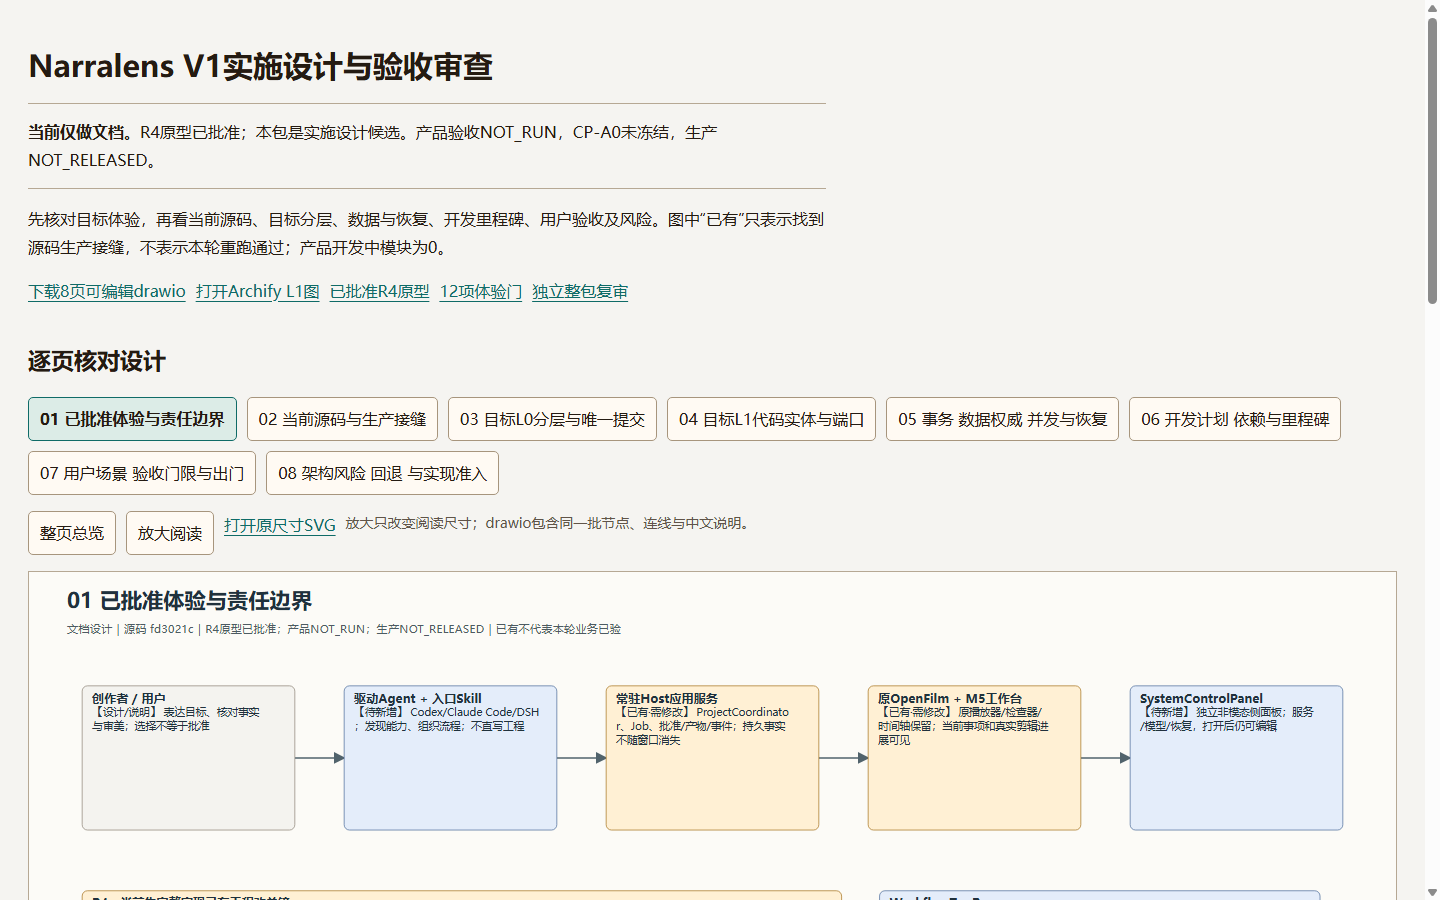 Narralens V1实施设计与验收审查
当前仅做文档。R4原型已批准；本包是实施设计候选。产品验收NOT_RUN，CP-A0未冻结，生产
NOT_RELEASED。
先核对目标体验，再看当前源码、目标分层、数据与恢复、开发里程碑、用户验收及风险。图中“已有”只表示找到
源码生产接缝，不表示本轮重跑通过；产品开发中模块为0。
下载8页可编辑drawio 打开Archify L1图 已批准R4原型 12项体验门 独立整包复审
逐页核对设计
01 已批准体验与责任边界 02 当前源码与生产接缝 03 目标L0分层与唯一提交 04 目标L1代码实体与端口 05 事务 数据权威 并发与恢复 06 开发计划 依赖与里程碑
07 用户场景 验收门限与出门 08 架构风险 回退 与实现准入
整页总览 放大阅读 打开原尺寸SVG 放大只改变阅读尺寸；drawio包含同一批节点、连线与中文说明。
01 已批准体验与责任边界
文档设计 | 源码 fd3021c | R4原型已批准；产品NOT_RUN；生产NOT_RELEASED | 已有不代表本轮业务已验
创作者 / 用户
【设计/说明】 表达目标、核对事实
与审美；选择不等于批准
驱动Agent + 入口Skill
【待新增】 Codex/Claude Code/DSH
；发现能力、组织流程；不直写工程
常驻Host应用服务
【已有·需修改】 ProjectCoordinato
r、Job、批准/产物/事件；持久事实
不随窗口消失
原OpenFilm + M5工作台
【已有·需修改】 原播放器/检查器/
时间轴保留；当前事项和真实剪辑进
展可见
SystemControlPanel
【待新增】 独立非模态侧面板；服务
/模型/恢复，打开后仍可编辑